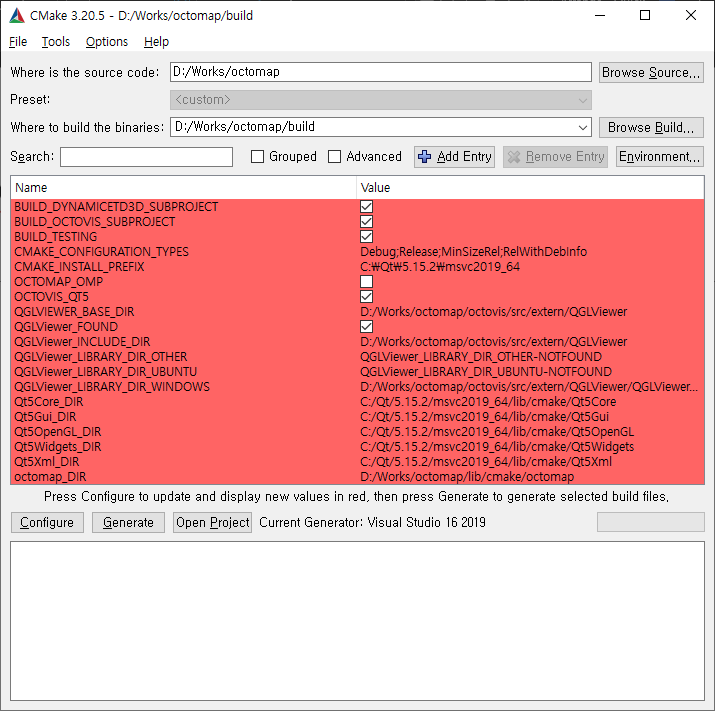 CMake 3.20.5 - D:/Works/octomap/build
File Tools Options Help
Where is the source code: D:/Works/octomap Browse Source...
Preset: <custom>
Where to build the binaries: D:/Works/octomap/build Browse Build...
Search: Grouped Advanced Add Entry Remove Entry Environment...
Name Value
BUILD_DYNAMICETD3D_SUBPROJECT
BUILD_OCTOVIS_SUBPROJECT
BUILD_TESTING
CMAKE_CONFIGURATION_TYPES Debug;Release;MinSizeRel;RelWithDebInfo
CMAKE_INSTALL_PREFIX C:₩Qt₩5.15.2₩msvc2019_64
OCTOMAP_OMP
OCTOVIS_QT5
QGLVIEWER_BASE_DIR D:/Works/octomap/octovis/src/extern/QGLViewer
QGLViewer_FOUND
QGLViewer_INCLUDE_DIR D:/Works/octomap/octovis/src/extern/QGLViewer
QGLViewer_LIBRARY_DIR_OTHER QGLViewer_LIBRARY_DIR_OTHER-NOTFOUND
QGLViewer_LIBRARY_DIR_UBUNTU QGLViewer_LIBRARY_DIR_UBUNTU-NOTFOUND
QGLViewer_LIBRARY_DIR_WINDOWS D:/Works/octomap/octovis/src/extern/QGLViewer/QGLViewer...
Qt5Core_DIR C:/Qt/5.15.2/msvc2019_64/lib/cmake/Qt5Core
Qt5Gui_DIR C:/Qt/5.15.2/msvc2019_64/lib/cmake/Qt5Gui
Qt5OpenGL_DIR C:/Qt/5.15.2/msvc2019_64/lib/cmake/Qt5OpenGL
Qt5Widgets_DIR C:/Qt/5.15.2/msvc2019_64/lib/cmake/Qt5Widgets
Qt5Xml_DIR C:/Qt/5.15.2/msvc2019_64/lib/cmake/Qt5Xml
octomap_DIR D:/Works/octomap/lib/cmake/octomap
Press Configure to update and display new values in red, then press Generate to generate selected build files.
Configure Generate Open Project Current Generator: Visual Studio 16 2019